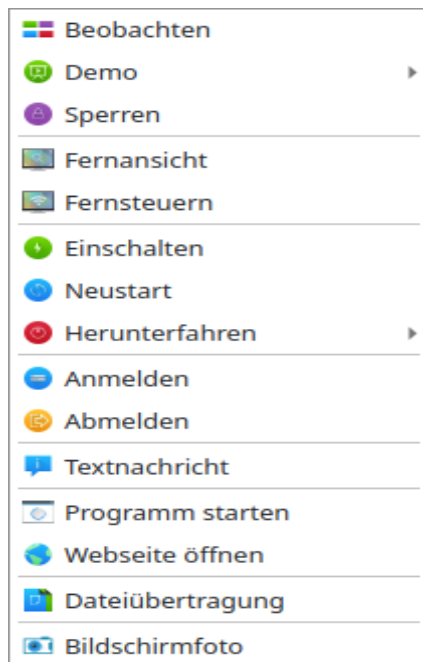 Beobachten
Demo
Sperren
Fernansicht
Fernsteuern
Einschalten
Neustart
Herunterfahren
Anmelden
Abmelden
Textnachricht
Programm starten
Webseite öffnen
Dateiübertragung
Bildschirmfoto